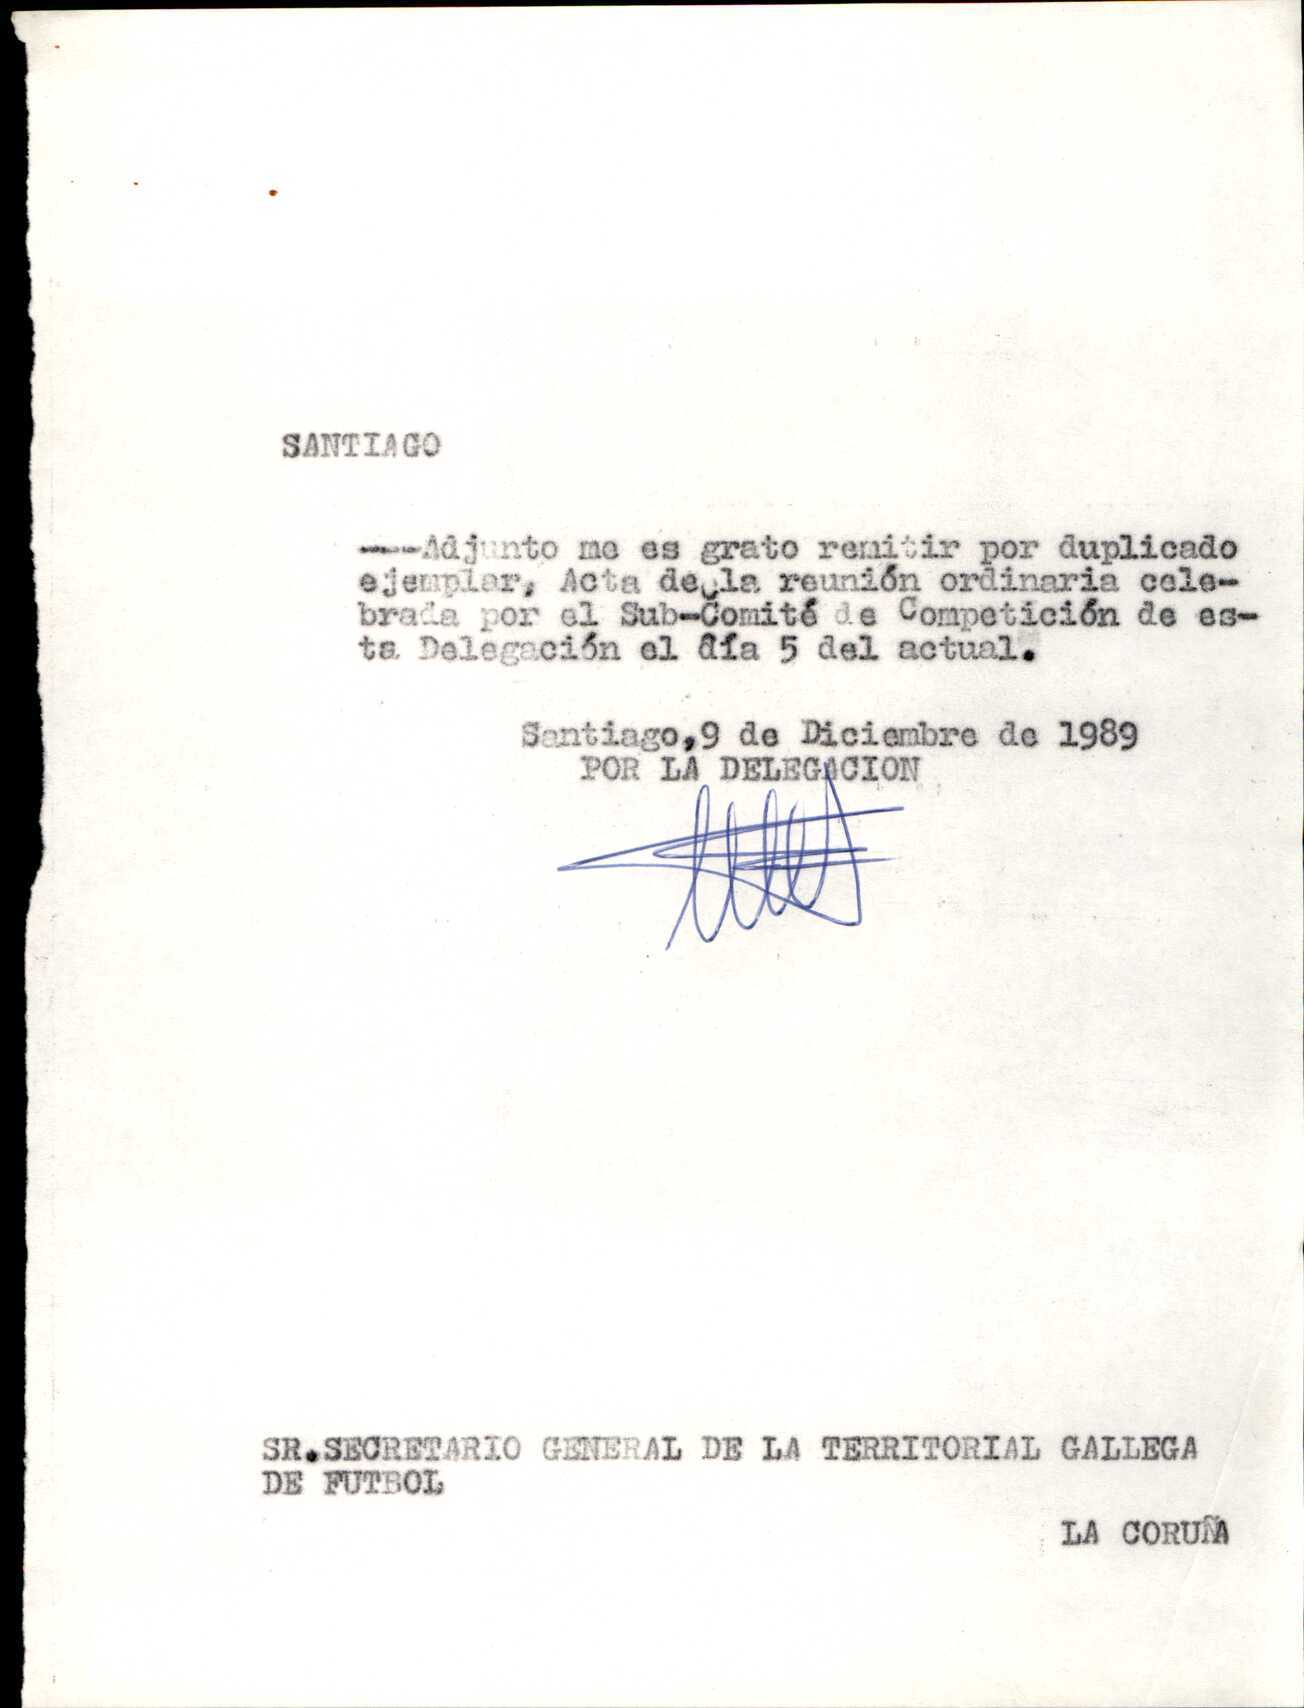 SANTIAGO
----Adjunto me es grato remitir por duplicado
ejemplar, Acta de la reunión ordinaria cele-
brada por el Sub-Comité de Competición de es-
ta Delegación el día 5 del actual.
Santiago,9 de Diciembre de 1989
POR LA DELEGACION
SR.SECRETARIO GENERAL DE LA TERRITORIAL GALLEGA
DE FUTBOL
LA CORUÑA